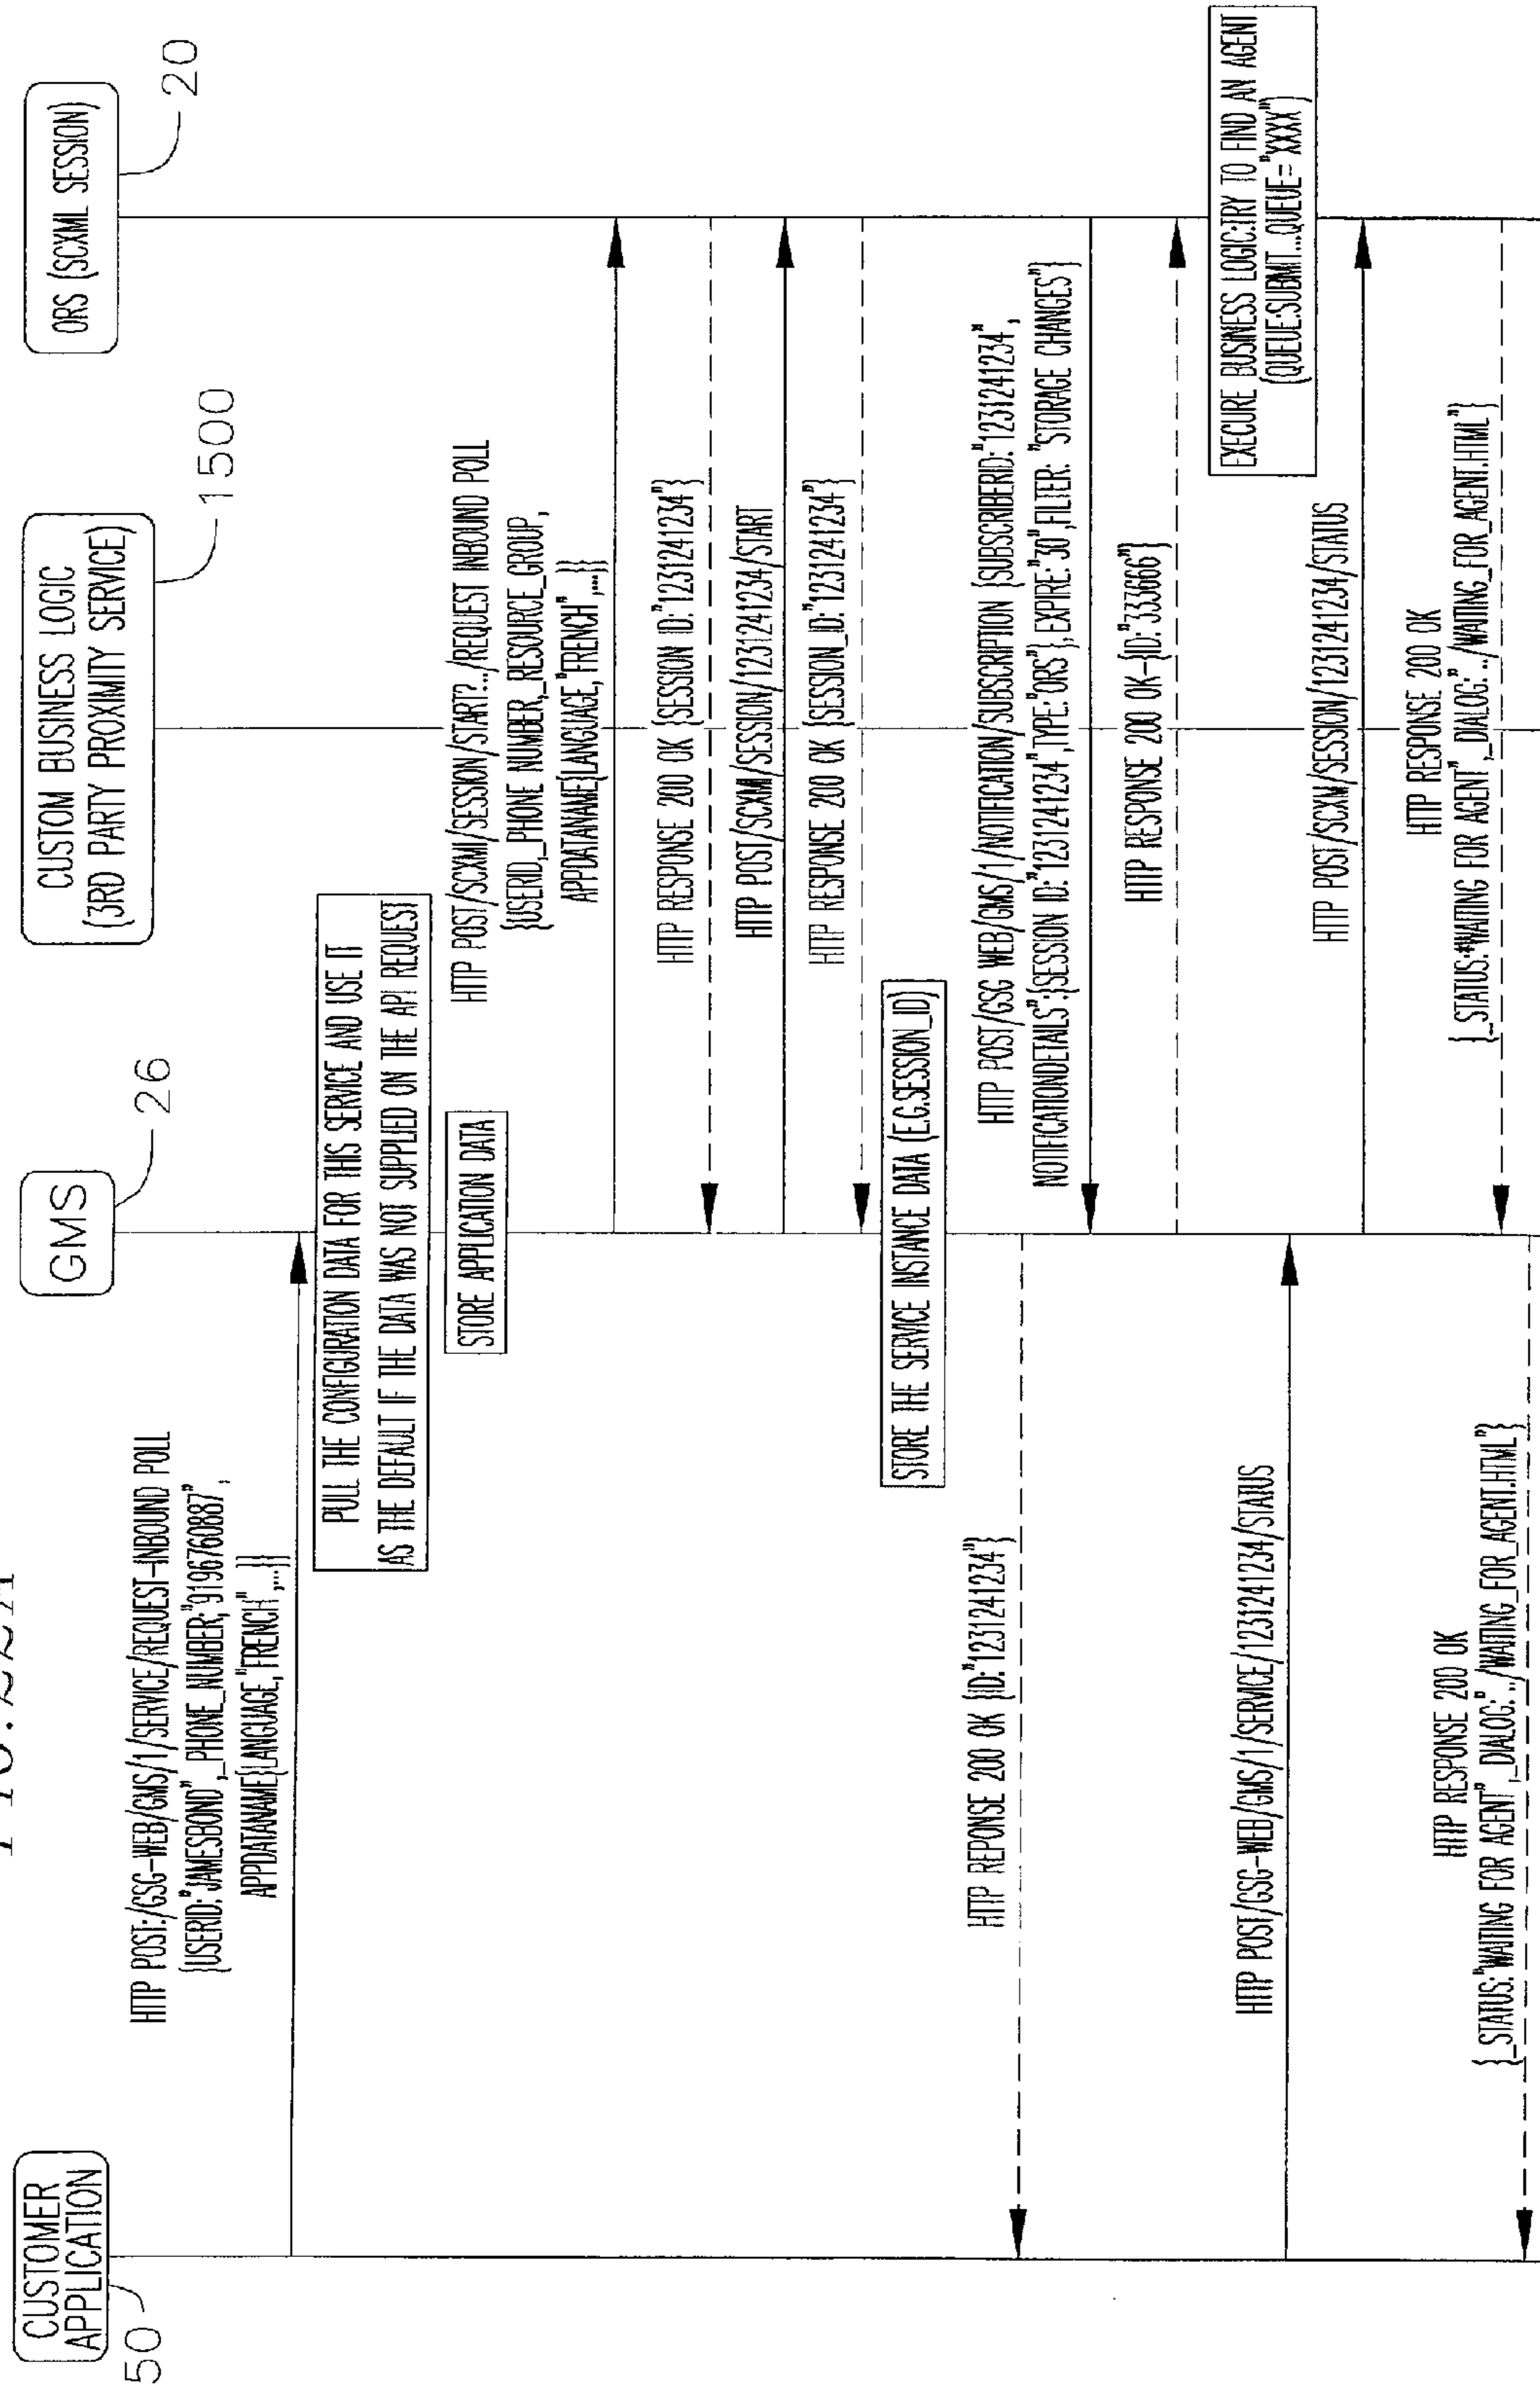 FIG. 22A
CUSTOMER
APPLICATION
50
GMS
26
CUSTOM BUSINESS LOGIC
(3RD PARTY PROXIMITY SERVICE)
1500
ORS (SCXML SESSION)
20
HTTP POST:/GSG-WEB/GMS/1/SERVICE/REQUEST-INBOUND POLL
{USERID:"JAMESBOND",_PHONE_NUMBER;"9196760887",
APPDATANAME{LANGUAGE,"FRENCH",...}}
PULL THE CONFIGURATION DATA FOR THIS SERVICE AND USE IT
AS THE DEFAULT IF THE DATA WAS NOT SUPPLIED ON THE API REQUEST
STORE APPLICATION DATA
HTTP POST/SCXMI/SESSION/START?../REQUEST INBOUND POLL
{USERID,_PHONE NUMBER,_RESOURCE_GROUP,
APPDATANAME{LANGUAGE,"FRENCH",...}}
HTTP RESPONSE 200 OK {SESSION ID:"1231241234"}
HTTP POST/SCXMI/SESSION/1231241234/START
HTTP RESPONSE 200 OK {SESSION_ID:"1231241234"}
STORE THE SERVICE INSTANCE DATA (E.G.SESSION_ID)
HTTP REPONSE 200 OK {ID:"1231241234"}
HTTP POST/GSG WEB/GMS/1/NOTIFICATION/SUBSCRIPTION {SUBSCRIBERID:"1231241234",
NOTIFICATIONDETAILS":{SESSION ID:"1231241234",TYPE:"ORS"},EXPIRE:"30",FILTER: "STORAGE CHANGES"}
HTTP RESPONSE 200 OK-{ID:"333666"}
EXECURE BUSINESS LOGIC:TRY TO FIND AN AGENT
(QUEUE:SUBMIT...QUEUE="XXXX")
HTTP POST/GSG-WEB/GMS/1/SERVICE/1231241234/STATUS
HTTP POST/SCXM/SESSION/1231241234/STATUS
HTTP RESPONSE 200 OK
{_STATUS:"WAITING FOR AGENT",_DIALOG:"../WAITING_FOR_AGENT.HTML"}
HTTP RESPONSE 200 OK
{_STATUS:"WAITING FOR AGENT",_DIALOG:"../WAITING_FOR_AGENT.HTML"}